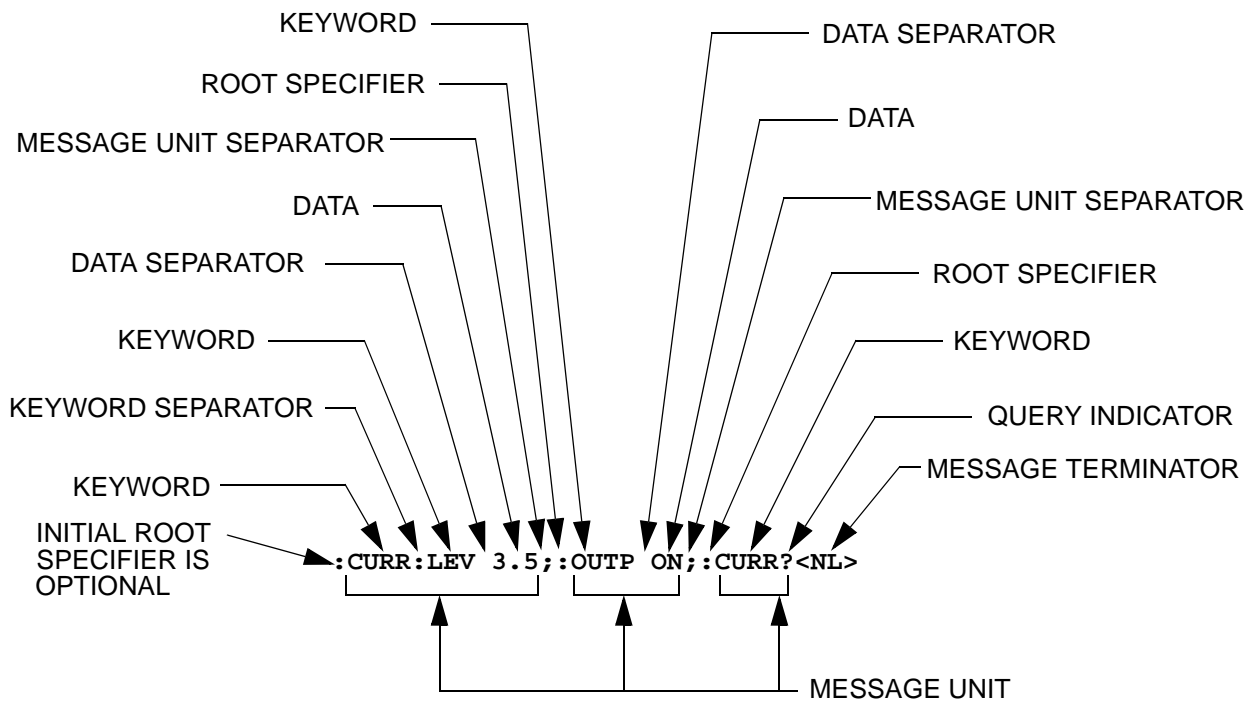 KEYWORD
DATA SEPARATOR
ROOT SPECIFIER
DATA
MESSAGE UNIT SEPARATOR
MESSAGE UNIT SEPARATOR
DATA
DATA SEPARATOR
ROOT SPECIFIER
KEYWORD
KEYWORD
KEYWORD SEPARATOR
QUERY INDICATOR
KEYWORD
MESSAGE TERMINATOR
INITIAL ROOT
SPECIFIER IS
OPTIONAL
:CURR:LEV 3.5;:OUTP ON;:CURR?<NL>
MESSAGE UNIT